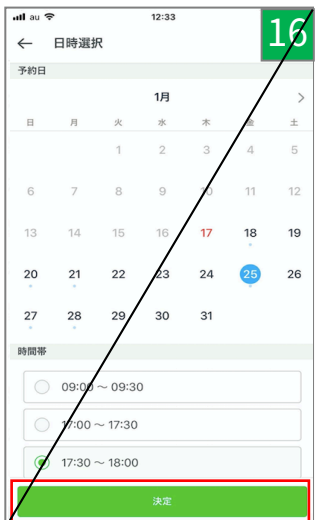 au 12:33
16
← 日時選択
予約日
1月 >
日 月 火 水 木 金 土
1 2 3 4 5
6 7 8 9 10 11 12
13 14 15 16 17 18 19
20 21 22 23 24 25 26
27 28 29 30 31
時間帯
09:00 ～ 09:30
17:00 ～ 17:30
17:30 ～ 18:00
決定